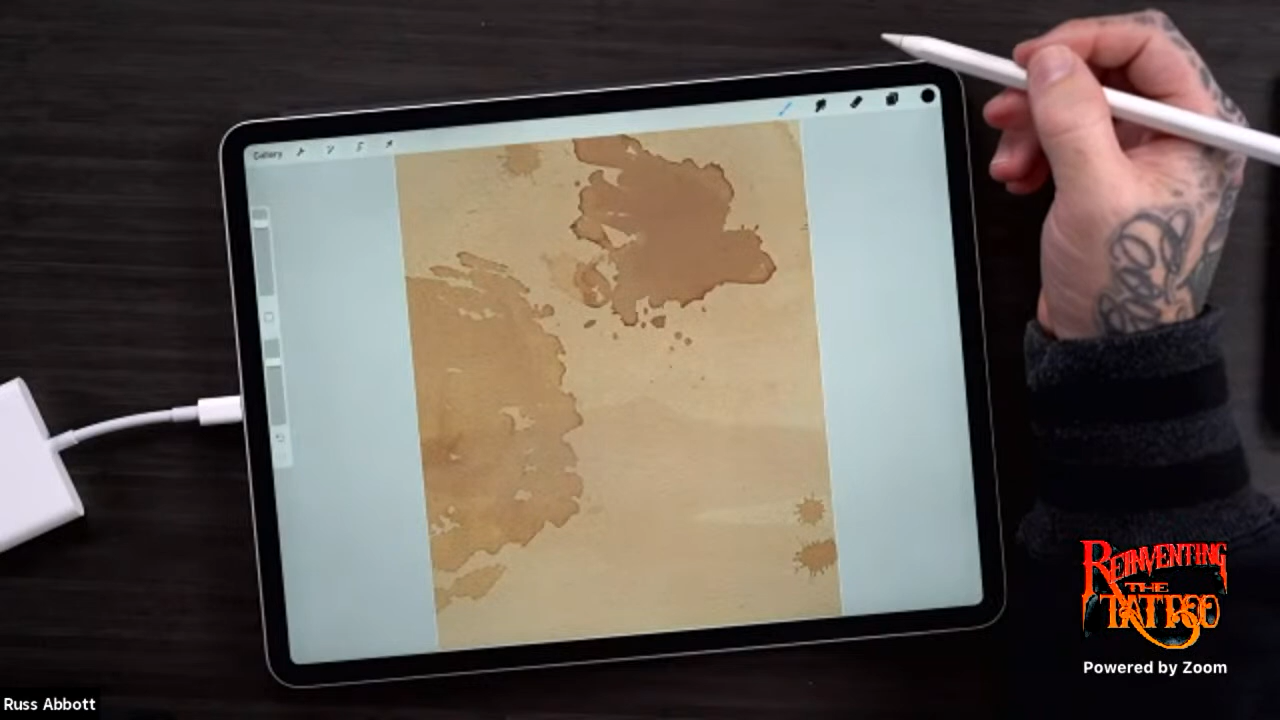 Gallery
REINVENTING
THE
TATTOO
Powered by Zoom
Russ Abbott